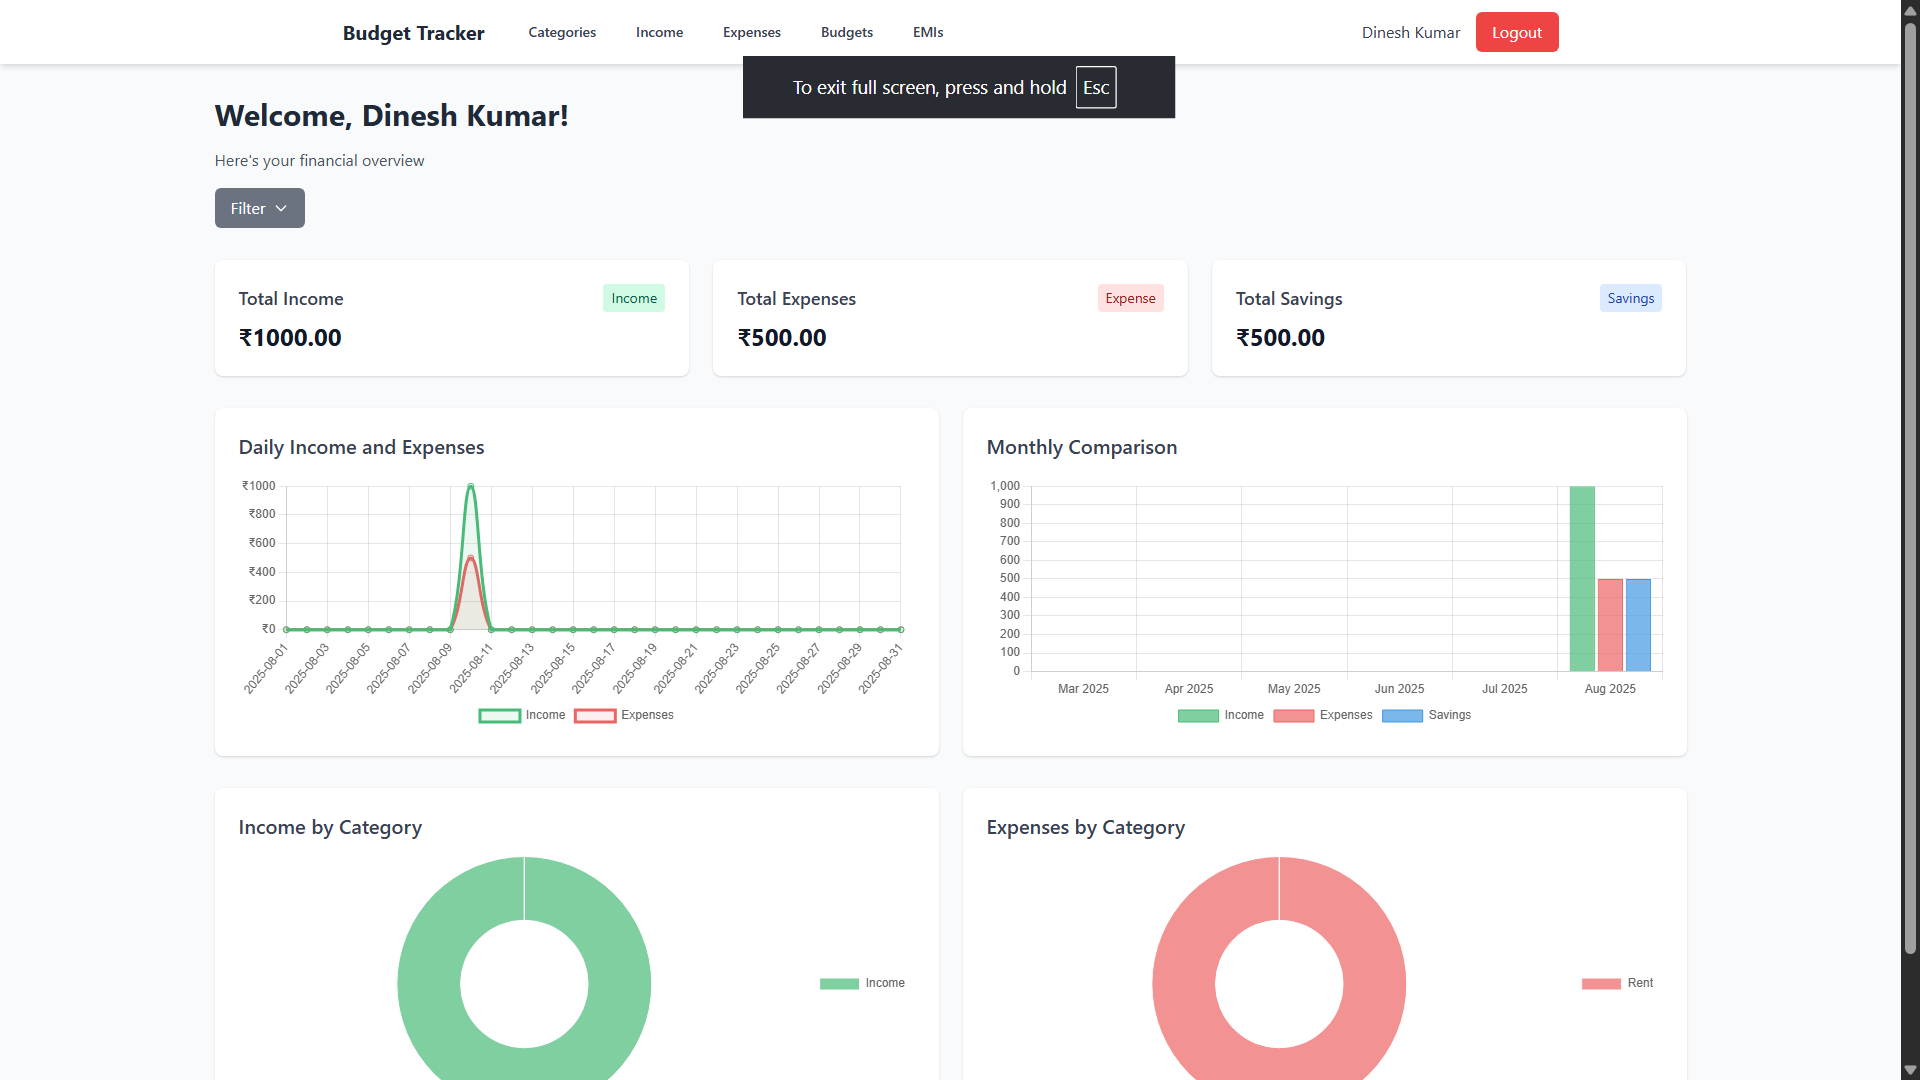 Budget Tracker Categories Income Expenses Budgets EMIs Dinesh Kumar Logout
To exit full screen, press and hold Esc
Welcome, Dinesh Kumar!
Here's your financial overview
Filter
Total Income Income
₹1000.00
Total Expenses Expense
₹500.00
Total Savings Savings
₹500.00
Daily Income and Expenses
₹1000
₹800
₹600
₹400
₹200
₹0
2025-08-01 2025-08-03 2025-08-05 2025-08-07 2025-08-09 2025-08-11 2025-08-13 2025-08-15 2025-08-17 2025-08-19 2025-08-21 2025-08-23 2025-08-25 2025-08-27 2025-08-29 2025-08-31
Income Expenses
Monthly Comparison
1,000
900
800
700
600
500
400
300
200
100
0
Mar 2025 Apr 2025 May 2025 Jun 2025 Jul 2025 Aug 2025
Income Expenses Savings
Income by Category
Income
Expenses by Category
Rent